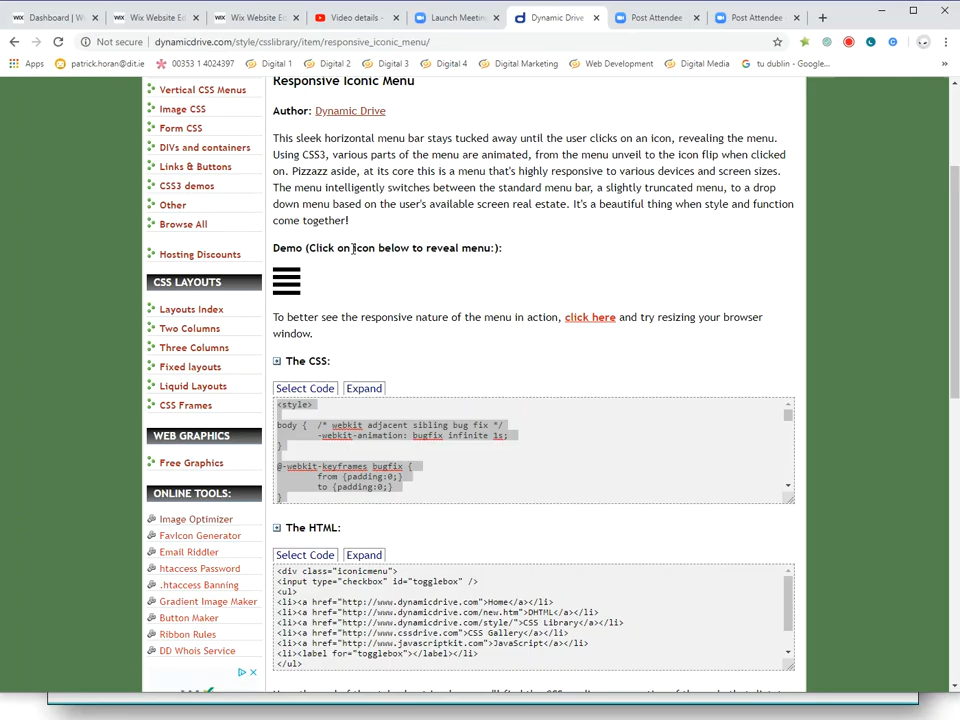 Dashboard | W
Wix Website Ed
Wix Website Ed
Video details -
Launch Meetin
Dynamic Drive
Post Attendee
Post Attendee
Not secure
dynamicdrive.com/style/csslibrary/item/responsive_iconic_menu/
Apps
patrick.horan@dit.ie
00353 1 4024397
Digital 1
Digital 2
Digital 3
Digital 4
Digital Marketing
Web Development
Digital Media
tu dublin - Google...
Vertical CSS Menus
Image CSS
Form CSS
DIVs and containers
Links & Buttons
CSS3 demos
Other
Browse All
Hosting Discounts
CSS LAYOUTS
Layouts Index
Two Columns
Three Columns
Fixed layouts
Liquid Layouts
CSS Frames
WEB GRAPHICS
Free Graphics
ONLINE TOOLS:
Image Optimizer
FavIcon Generator
Email Riddler
htaccess Password
.htaccess Banning
Gradient Image Maker
Button Maker
Ribbon Rules
DD Whois Service
Responsive Iconic Menu
Author: Dynamic Drive
This sleek horizontal menu bar stays tucked away until the user clicks on an icon, revealing the menu.
Using CSS3, various parts of the menu are animated, from the menu unveil to the icon flip when clicked
on. Pizzazz aside, at its core this is a menu that's highly responsive to various devices and screen sizes.
The menu intelligently switches between the standard menu bar, a slightly truncated menu, to a drop
down menu based on the user's available screen real estate. It's a beautiful thing when style and function
come together!
Demo (Click on icon below to reveal menu:):
To better see the responsive nature of the menu in action, click here and try resizing your browser
window.
The CSS:
Select Code
Expand
<style>
body { /* webkit adjacent sibling bug fix */
-webkit-animation: bugfix infinite 1s;
}
@-webkit-keyframes bugfix {
from {padding:0;}
to {padding:0;}
}
The HTML:
Select Code
Expand
<div class="iconicmenu">
<input type="checkbox" id="togglebox" />
<ul>
<li><a href="http://www.dynamicdrive.com">Home</a></li>
<li><a href="http://www.dynamicdrive.com/new.htm">DHTML</a></li>
<li><a href="http://www.dynamicdrive.com/style/">CSS Library</a></li>
<li><a href="http://www.cssdrive.com">CSS Gallery</a></li>
<li><a href="http://www.javascriptkit.com">JavaScript</a></li>
<li><label for="togglebox"></label></li>
</ul>